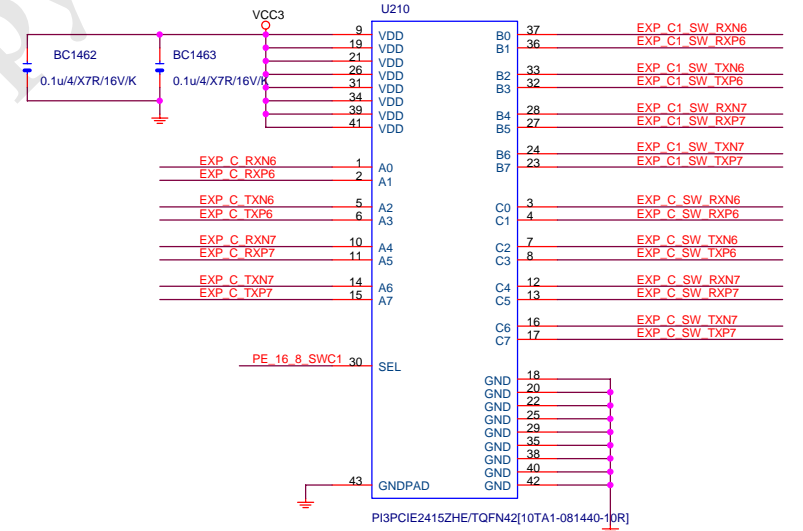 U210
VCC3
BC1462
0.1u/4/X7R/16V/K
BC1463
0.1u/4/X7R/16V/K
9 VDD
19 VDD
21 VDD
26 VDD
31 VDD
34 VDD
39 VDD
41 VDD
EXP_C_RXN6 1 A0
EXP_C_RXP6 2 A1
EXP_C_TXN6 5 A2
EXP_C_TXP6 6 A3
EXP_C_RXN7 10 A4
EXP_C_RXP7 11 A5
EXP_C_TXN7 14 A6
EXP_C_TXP7 15 A7
PE_16_8_SWC1 30 SEL
43 GNDPAD
B0 37 EXP_C1_SW_RXN6
B1 36 EXP_C1_SW_RXP6
B2 33 EXP_C1_SW_TXN6
B3 32 EXP_C1_SW_TXP6
B4 28 EXP_C1_SW_RXN7
B5 27 EXP_C1_SW_RXP7
B6 24 EXP_C1_SW_TXN7
B7 23 EXP_C1_SW_TXP7
C0 3 EXP_C_SW_RXN6
C1 4 EXP_C_SW_RXP6
C2 7 EXP_C_SW_TXN6
C3 8 EXP_C_SW_TXP6
C4 12 EXP_C_SW_RXN7
C5 13 EXP_C_SW_RXP7
C6 16 EXP_C_SW_TXN7
C7 17 EXP_C_SW_TXP7
GND 18
GND 20
GND 22
GND 25
GND 29
GND 35
GND 38
GND 40
GND 42
PI3PCIE2415ZHE/TQFN42[10TA1-081440-10R]